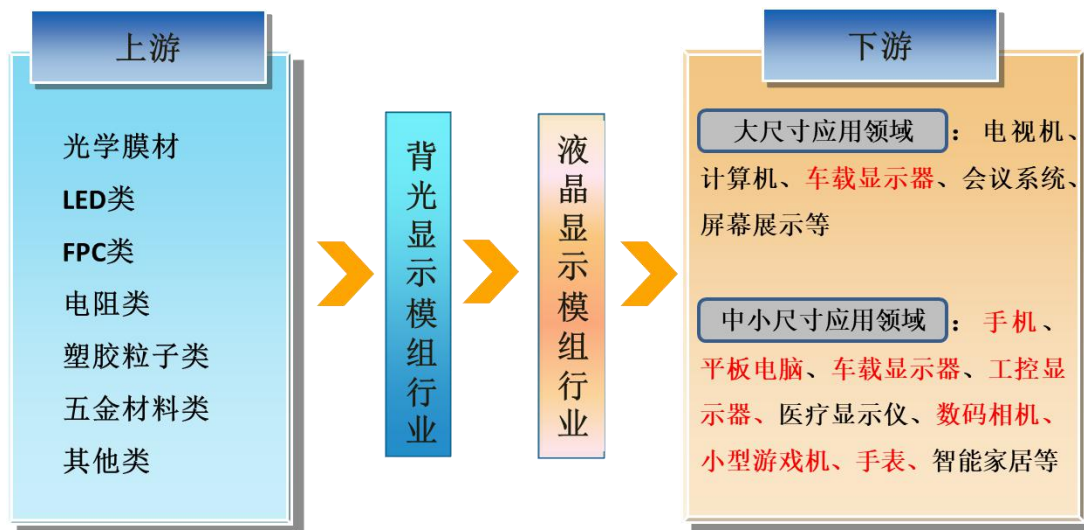 上游
光学膜材
LED类
FPC类
电阻类
塑胶粒子类
五金材料类
其他类
背光显示模组行业
液晶显示模组行业
下游
大尺寸应用领域：电视机、
计算机、车载显示器、会议系统、
屏幕展示等
中小尺寸应用领域：手机、
平板电脑、车载显示器、工控显
示器、医疗显示仪、数码相机、
小型游戏机、手表、智能家居等